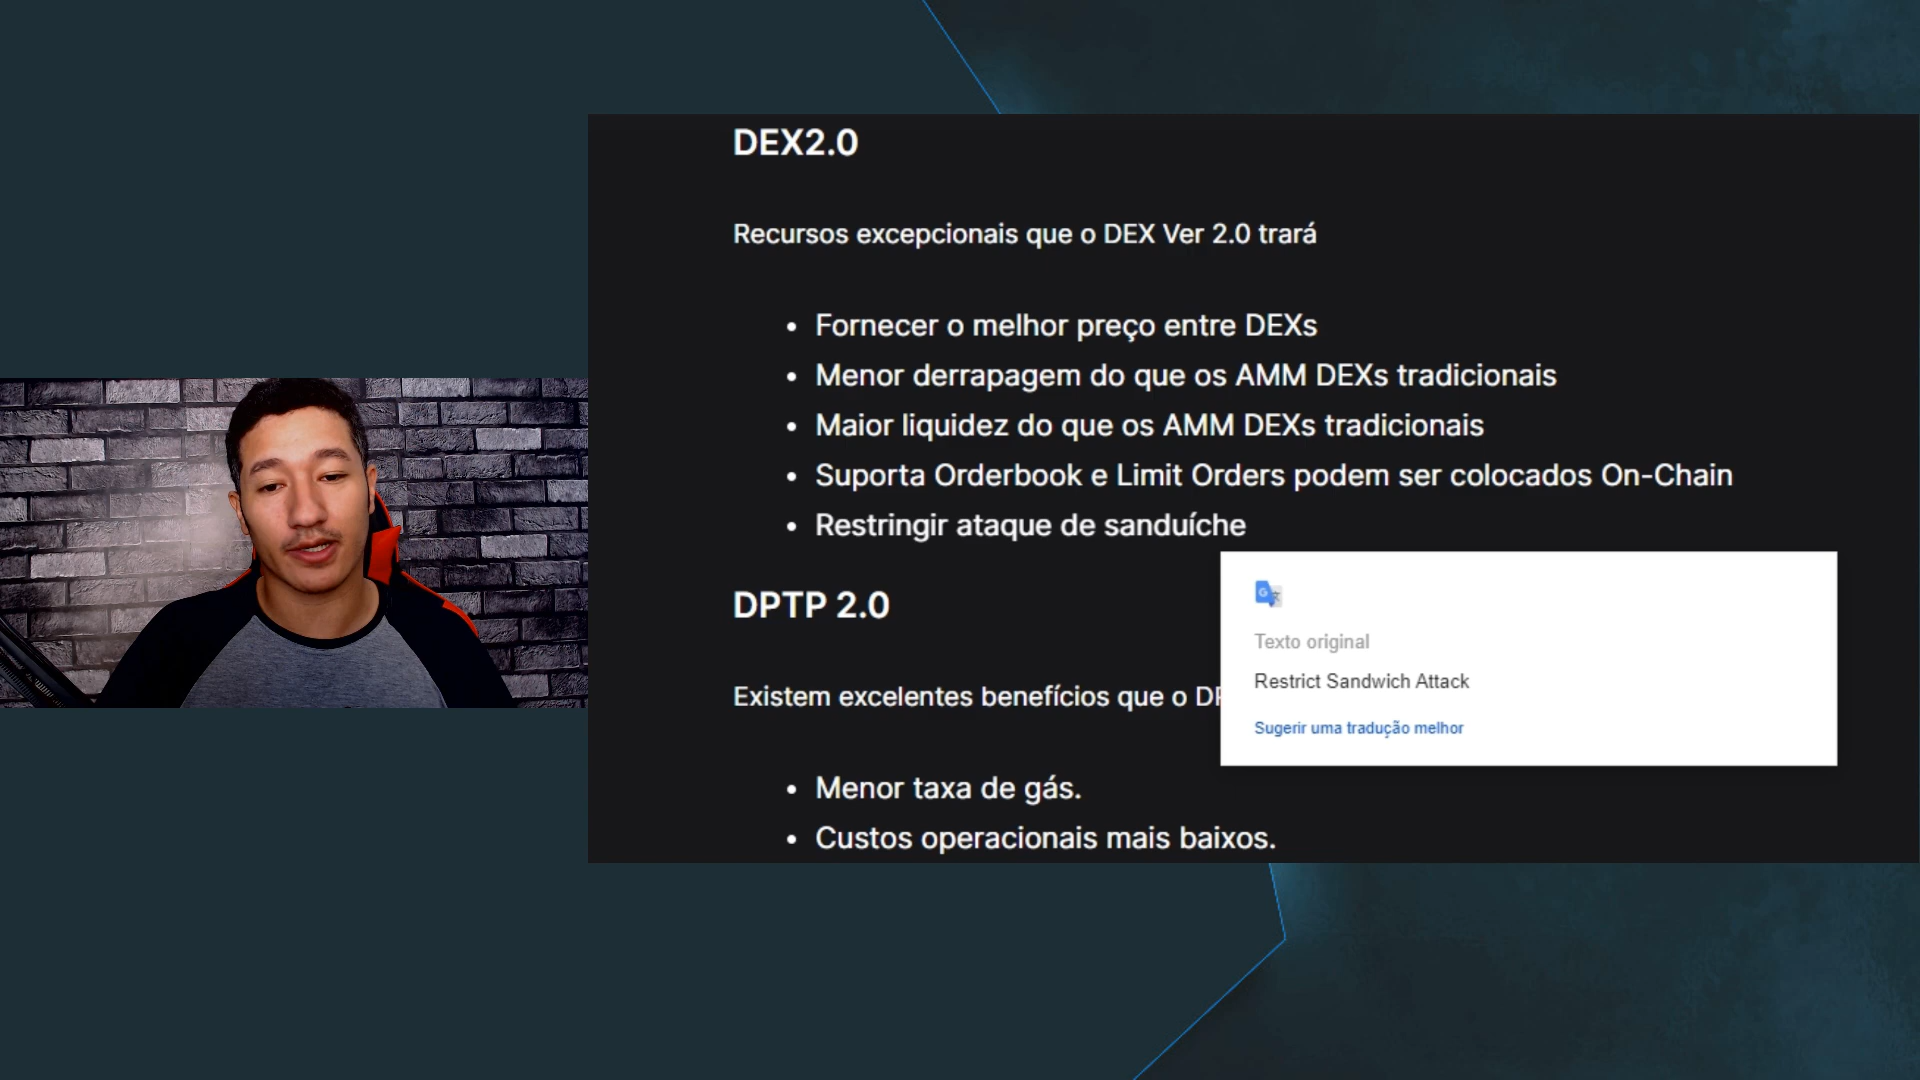 DEX2.0
Recursos excepcionais que o DEX Ver 2.0 trará
• Fornecer o melhor preço entre DEXs
• Menor derrapagem do que os AMM DEXs tradicionais
• Maior liquidez do que os AMM DEXs tradicionais
• Suporta Orderbook e Limit Orders podem ser colocados On-Chain
• Restringir ataque de sanduíche
DPTP 2.0
Existem excelentes benefícios que o
Texto original
Restrict Sandwich Attack
Sugerir uma tradução melhor
• Menor taxa de gás.
• Custos operacionais mais baixos.